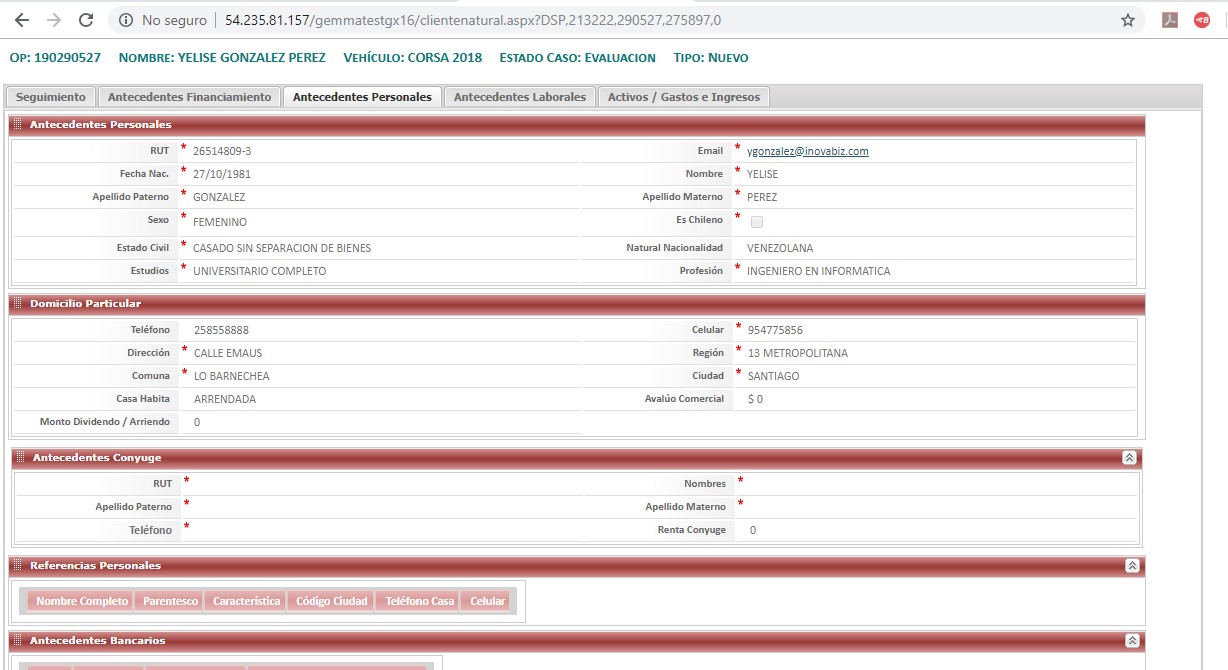 No seguro | 54.235.81.157/gemmatestgx16/clientenatural.aspx?DSP,213222,290527,275897,0
OP: 190290527 NOMBRE: YELISE GONZALEZ PEREZ VEHÍCULO: CORSA 2018 ESTADO CASO: EVALUACION TIPO: NUEVO
Seguimiento Antecedentes Financiamiento Antecedentes Personales Antecedentes Laborales Activos / Gastos e Ingresos
Antecedentes Personales
RUT * 26514809-3 Email * ygonzalez@inovabiz.com
Fecha Nac. * 27/10/1981 Nombre * YELISE
Apellido Paterno * GONZALEZ Apellido Materno * PEREZ
Sexo * FEMENINO Es Chileno *
Estado Civil * CASADO SIN SEPARACION DE BIENES Natural Nacionalidad VENEZOLANA
Estudios * UNIVERSITARIO COMPLETO Profesión * INGENIERO EN INFORMATICA
Domicilio Particular
Teléfono 258558888 Celular * 954775856
Dirección * CALLE EMAUS Región * 13 METROPOLITANA
Comuna * LO BARNECHEA Ciudad * SANTIAGO
Casa Habita ARRENDADA Avalúo Comercial $ 0
Monto Dividendo / Arriendo 0
Antecedentes Conyuge
RUT * Nombres *
Apellido Paterno * Apellido Materno *
Teléfono * Renta Conyuge 0
Referencias Personales
Nombre Completo Parentesco Característica Código Ciudad Teléfono Casa Celular
Antecedentes Bancarios